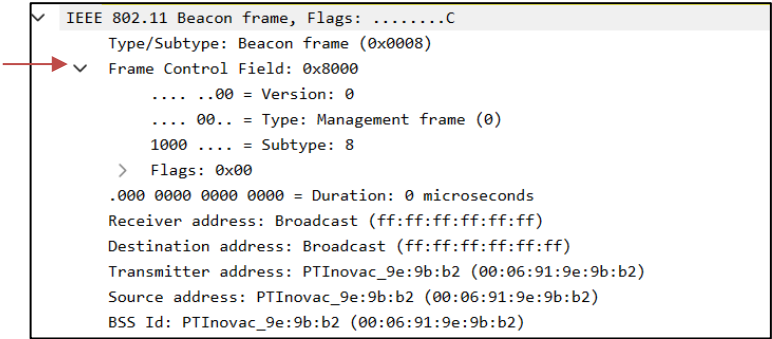 IEEE 802.11 Beacon frame, Flags: ........C
Type/Subtype: Beacon frame (0x0008)
Frame Control Field: 0x8000
.... ..00 = Version: 0
.... 00.. = Type: Management frame (0)
1000 .... = Subtype: 8
Flags: 0x00
.000 0000 0000 0000 = Duration: 0 microseconds
Receiver address: Broadcast (ff:ff:ff:ff:ff:ff)
Destination address: Broadcast (ff:ff:ff:ff:ff:ff)
Transmitter address: PTInovac_9e:9b:b2 (00:06:91:9e:9b:b2)
Source address: PTInovac_9e:9b:b2 (00:06:91:9e:9b:b2)
BSS Id: PTInovac_9e:9b:b2 (00:06:91:9e:9b:b2)